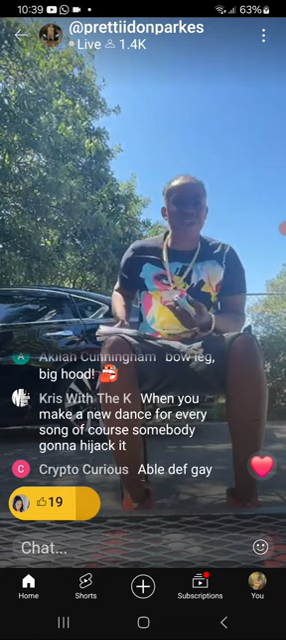 10:39
63%
@prettiidonparkes
Live 1.4K
Akilah Cunningham bow leg,
big hood!
Kris With The K When you
make a new dance for every
song of course somebody
gonna hijack it
Crypto Curious Able def gay
19
Chat...
Home Shorts Subscriptions You